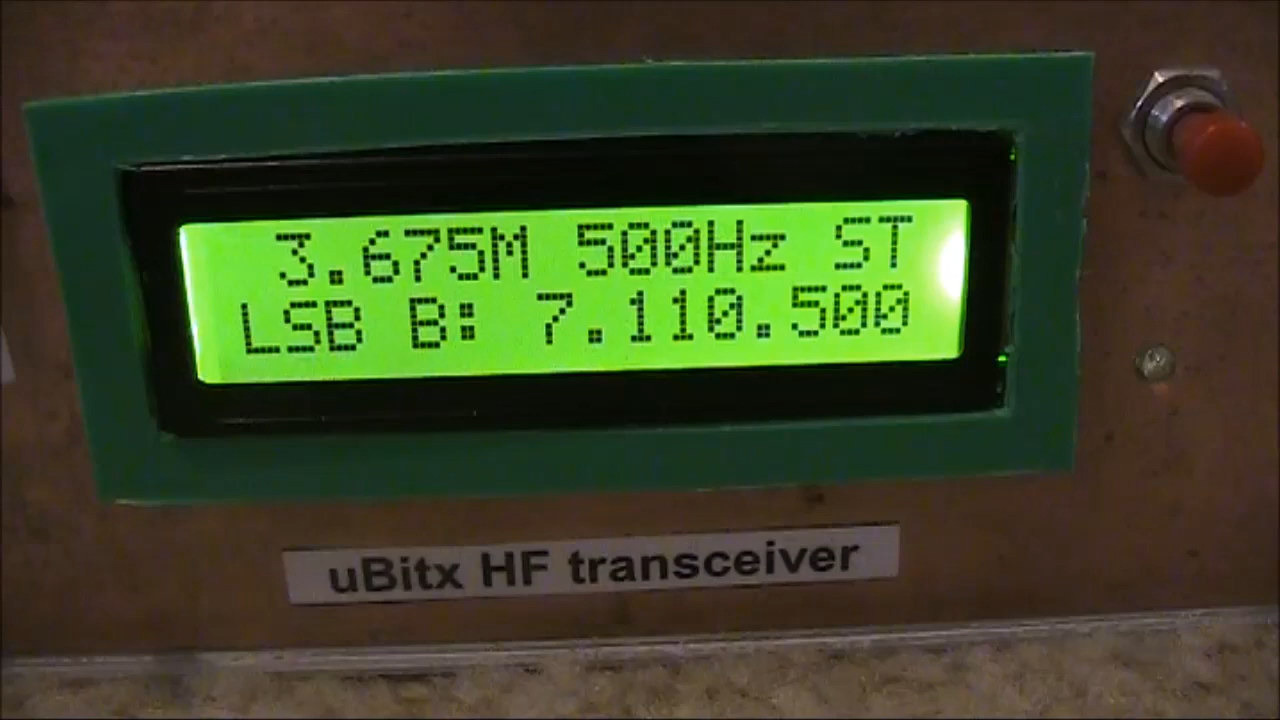 3.675M 500Hz ST
LSB B: 7.110.500
uBitx HF transceiver